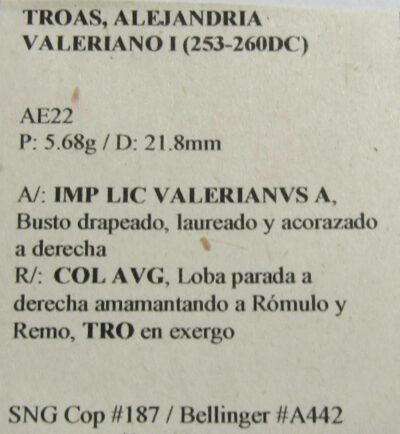 TROAS, ALEJANDRIA
VALERIANO I (253-260DC)
AE22
P: 5.68g / D: 21.8mm
A/: IMP LIC VALERIANVS A,
Busto drapeado, laureado y acorazado
a derecha
R/: COL AVG, Loba parada a
derecha amamantando a Rómulo y
Remo, TRO en exergo
SNG Cop #187 / Bellinger #A442